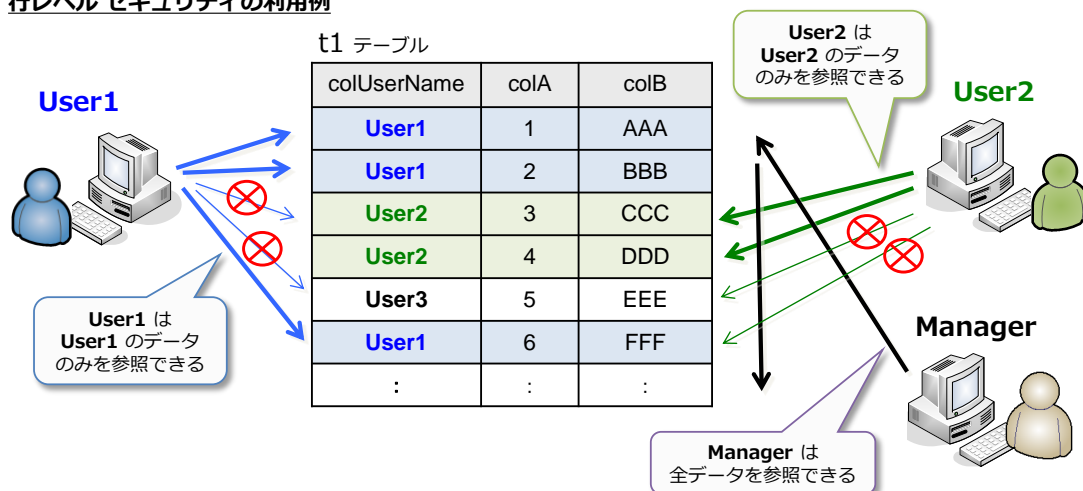 行レベル セキュリティの利用例
t1 テーブル
colUserName colA colB
User1 1 AAA
User1 2 BBB
User2 3 CCC
User2 4 DDD
User3 5 EEE
User1 6 FFF
: : :
User1
User1 は
User1 のデータ
のみを参照できる
User2 は
User2 のデータ
のみを参照できる
User2
Manager
Manager は
全データを参照できる